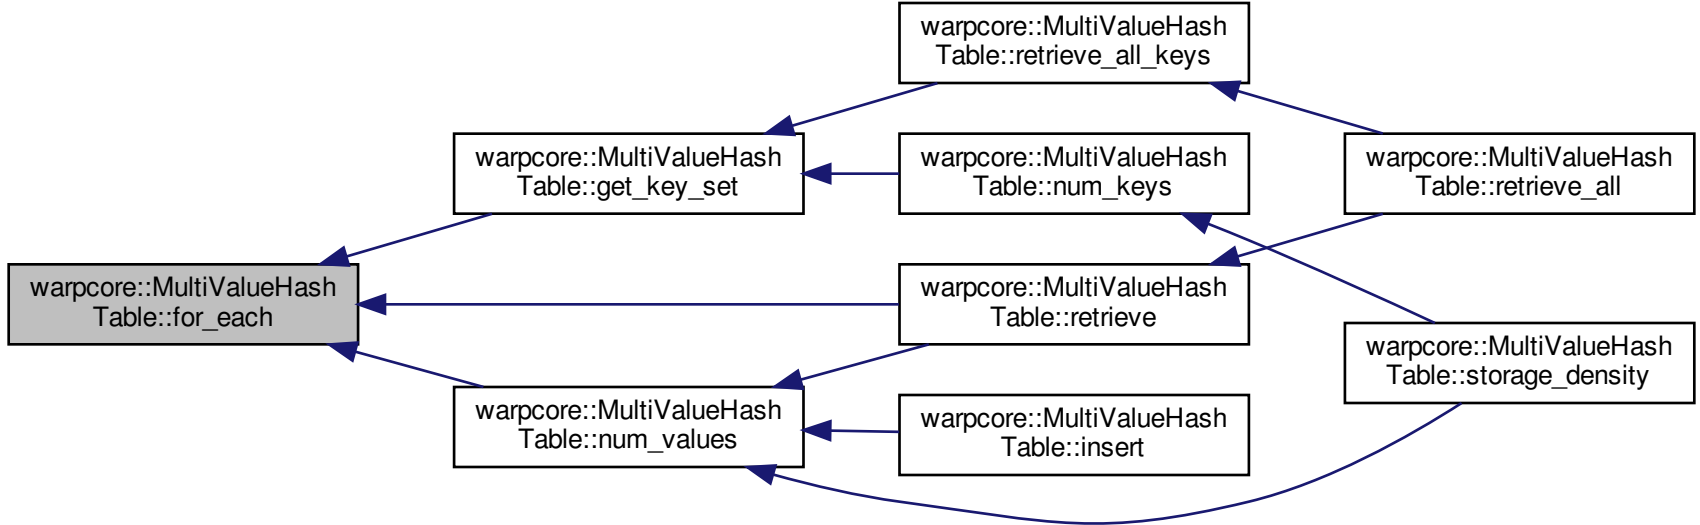 warpcore::MultiValueHash
Table::retrieve_all_keys
warpcore::MultiValueHash
Table::get_key_set
warpcore::MultiValueHash
Table::num_keys
warpcore::MultiValueHash
Table::retrieve_all
warpcore::MultiValueHash
Table::for_each
warpcore::MultiValueHash
Table::retrieve
warpcore::MultiValueHash
Table::storage_density
warpcore::MultiValueHash
Table::num_values
warpcore::MultiValueHash
Table::insert